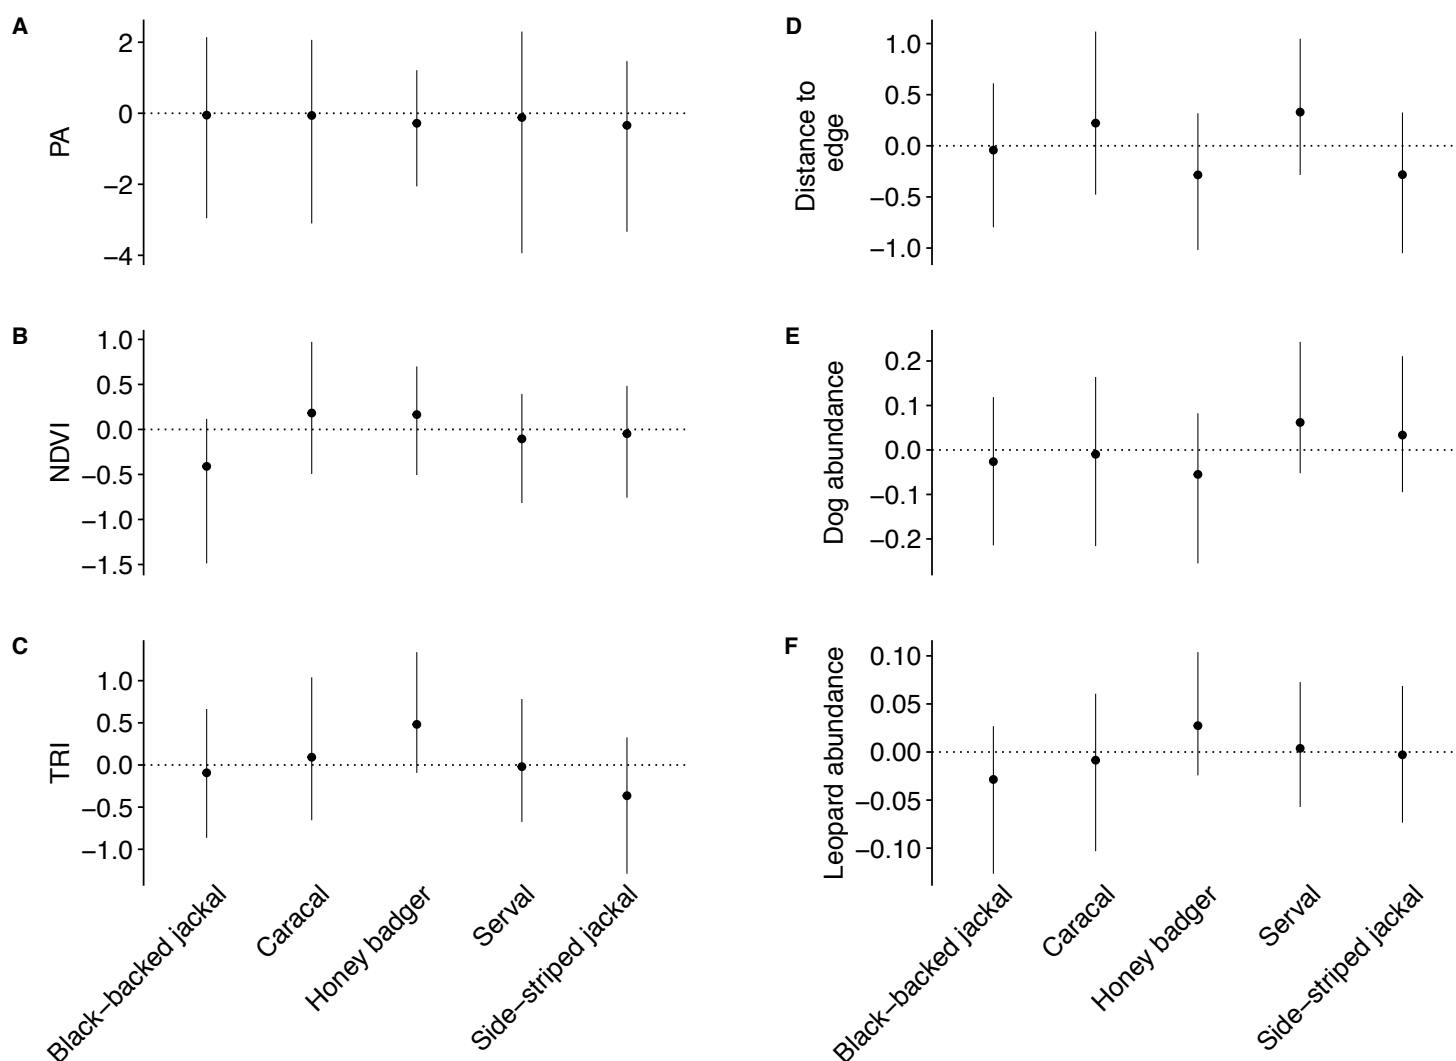 A
PA
2
0
−2
−4
B
NDVI
1.0
0.5
0.0
−0.5
−1.0
−1.5
C
TRI
1.0
0.5
0.0
−0.5
−1.0
Black−backed jackal
Caracal
Honey badger
Serval
Side−striped jackal
D
Distance to
edge
1.0
0.5
0.0
−0.5
−1.0
E
Dog abundance
0.2
0.1
0.0
−0.1
−0.2
F
Leopard abundance
0.10
0.05
0.00
−0.05
−0.10
Black−backed jackal
Caracal
Honey badger
Serval
Side−striped jackal